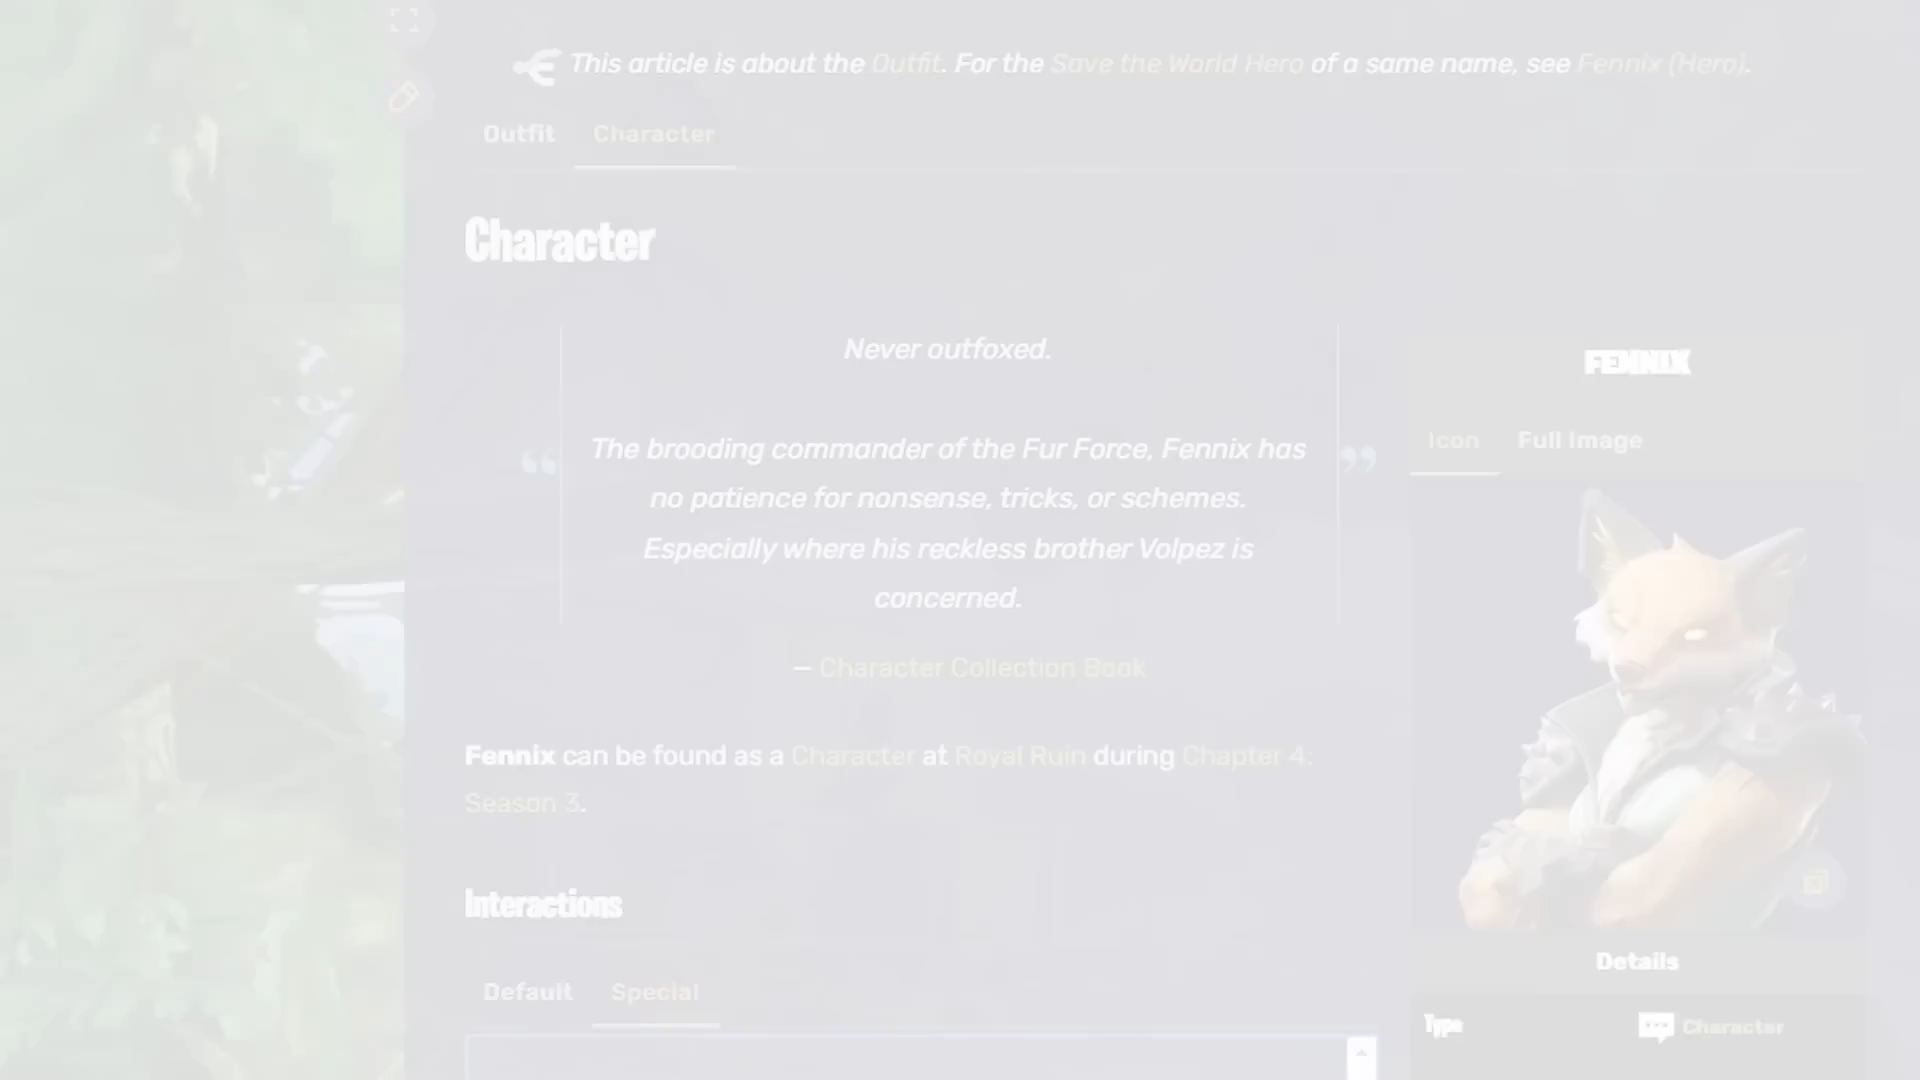 This article is about the Outfit. For the Save the World Hero of a same name, see Fennix (Hero).
Outfit Character
Character
Never outfoxed.
The brooding commander of the Fur Force, Fennix has
no patience for nonsense, tricks, or schemes.
Especially where his reckless brother Volpez is
concerned.
— Character Collection Book
Fennix can be found as a Character at Royal Ruin during Chapter 4:
Season 3.
Interactions
Default Special
FENNIX
Icon Full Image
Details
Type Character